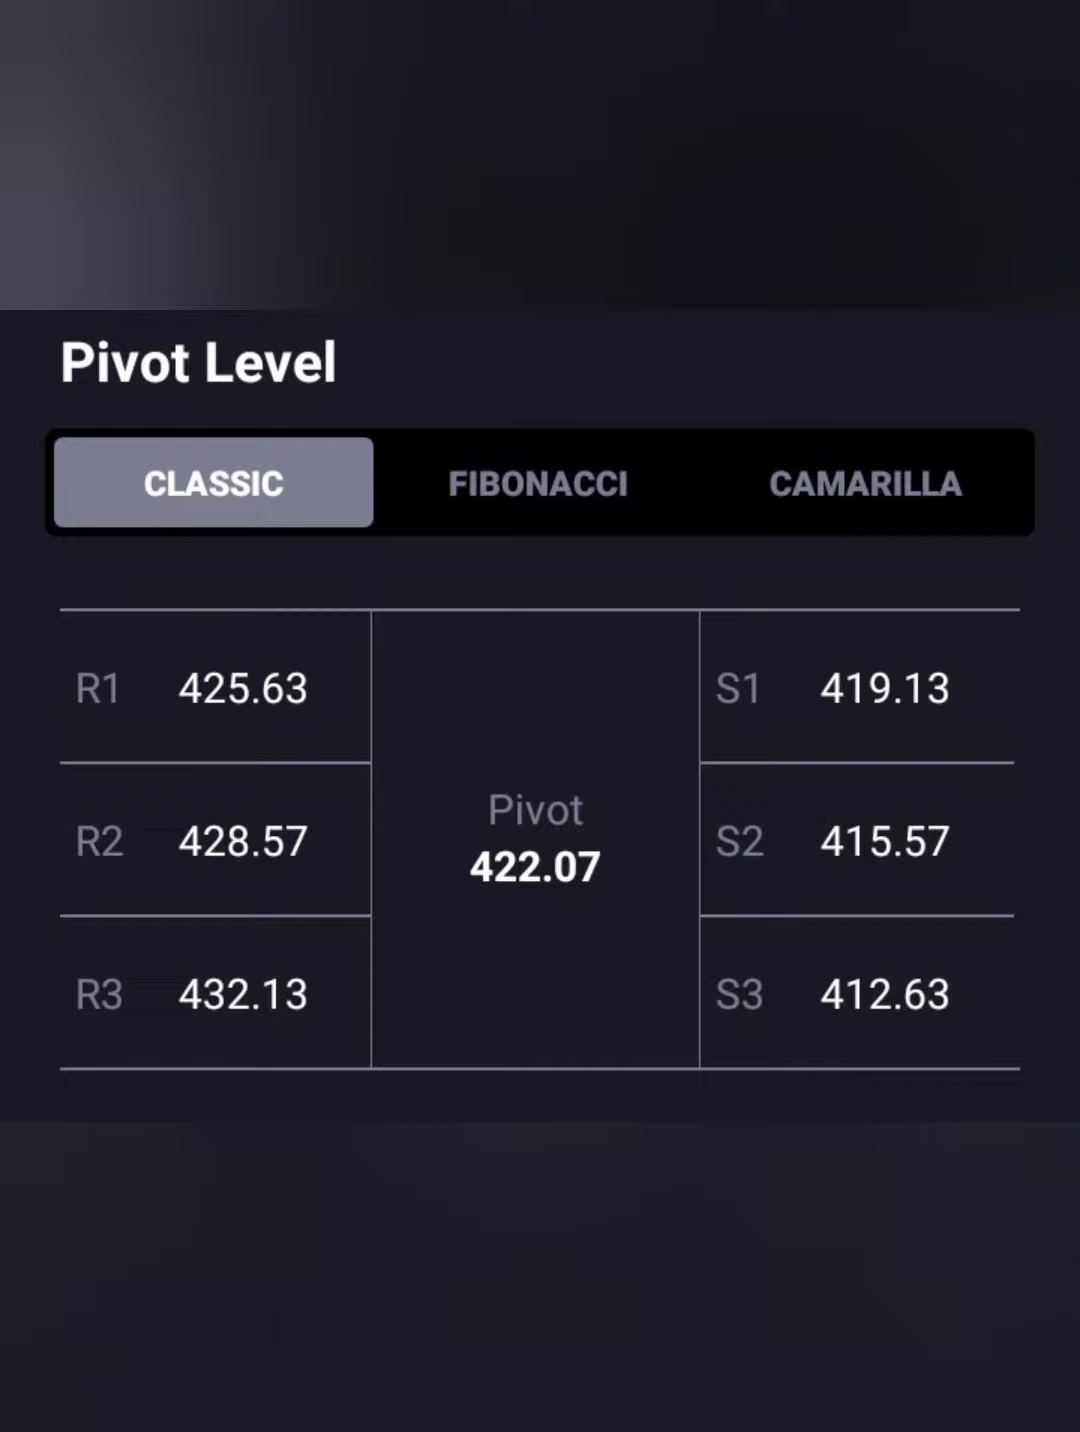 Pivot Level
CLASSIC FIBONACCI CAMARILLA
R1 425.63
R2 428.57
R3 432.13
Pivot
422.07
S1 419.13
S2 415.57
S3 412.63